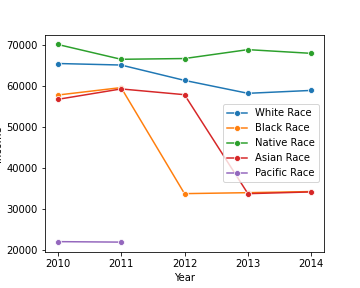 70000
60000
50000
40000
30000
20000
2010 2011 2012 2013 2014
Year
White Race
Black Race
Native Race
Asian Race
Pacific Race